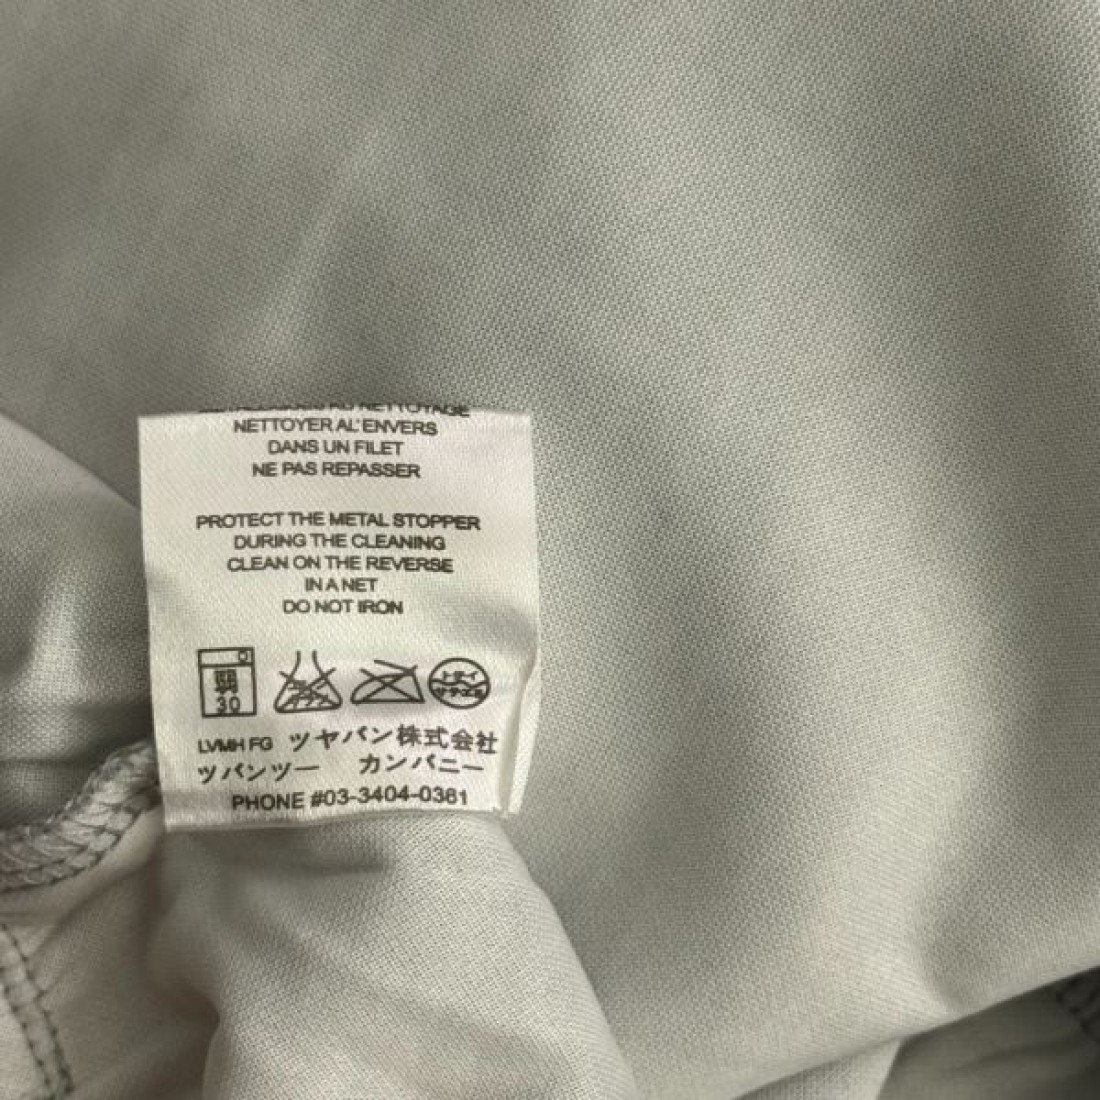 NETTOYAGE
NETTOYER AL'ENVERS
DANS UN FILET
NE PAS REPASSER
PROTECT THE METAL STOPPER
DURING THE CLEANING
CLEAN ON THE REVERSE
IN A NET
DO NOT IRON
30
LVMH FG ツヤパン株式会社
ツパンツー カンパニー
PHONE #03-3404-0361